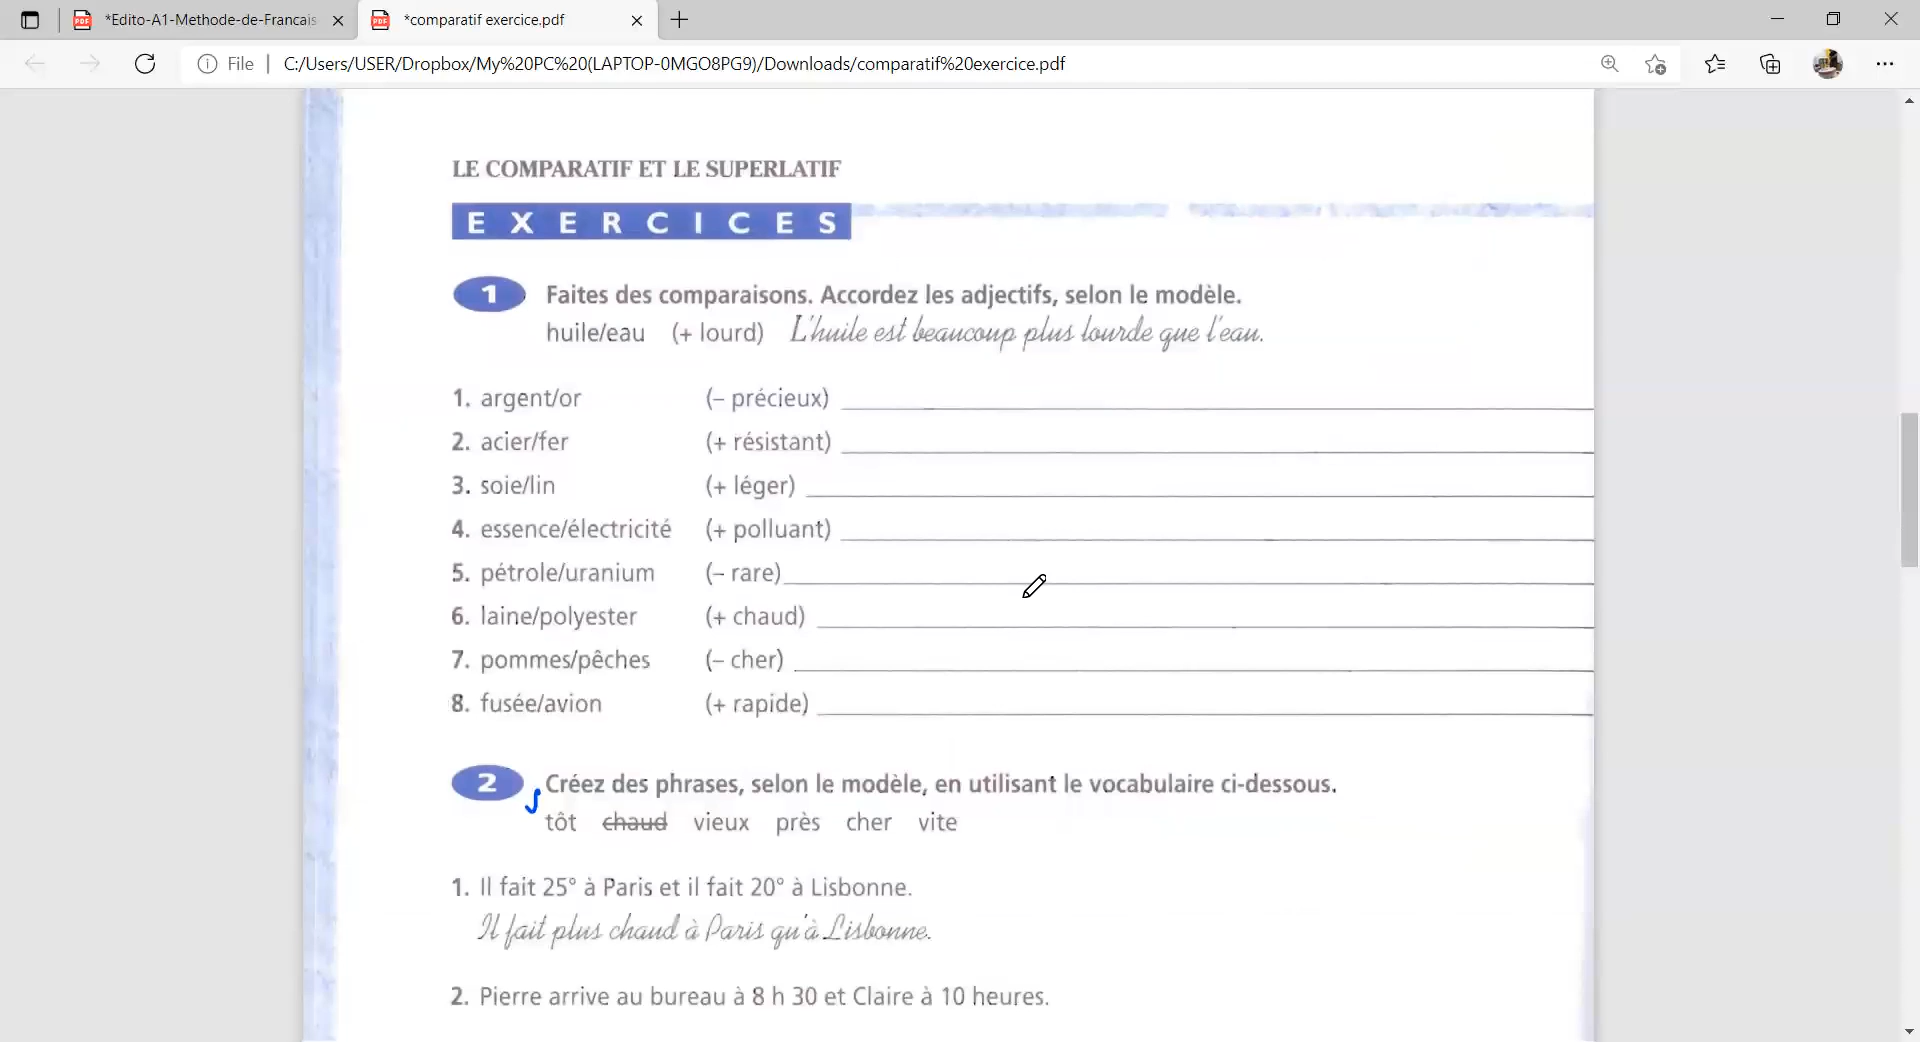 *Edito-A1-Methode-de-Francais
*comparatif exercice.pdf
File
C:/Users/USER/Dropbox/My%20PC%20(LAPTOP-0MGO8PG9)/Downloads/comparatif%20exercice.pdf
LE COMPARATIF ET LE SUPERLATIF
EXERCICES
1 Faites des comparaisons. Accordez les adjectifs, selon le modèle.
huile/eau (+ lourd) L'huile est beaucoup plus lourde que l'eau.
1. argent/or (– précieux)
2. acier/fer (+ résistant)
3. soie/lin (+ léger)
4. essence/électricité (+ polluant)
5. pétrole/uranium (– rare)
6. laine/polyester (+ chaud)
7. pommes/pêches (– cher)
8. fusée/avion (+ rapide)
2 Créez des phrases, selon le modèle, en utilisant le vocabulaire ci-dessous.
tôt chaud vieux près cher vite
1. Il fait 25° à Paris et il fait 20° à Lisbonne.
Il fait plus chaud à Paris qu'à Lisbonne.
2. Pierre arrive au bureau à 8 h 30 et Claire à 10 heures.